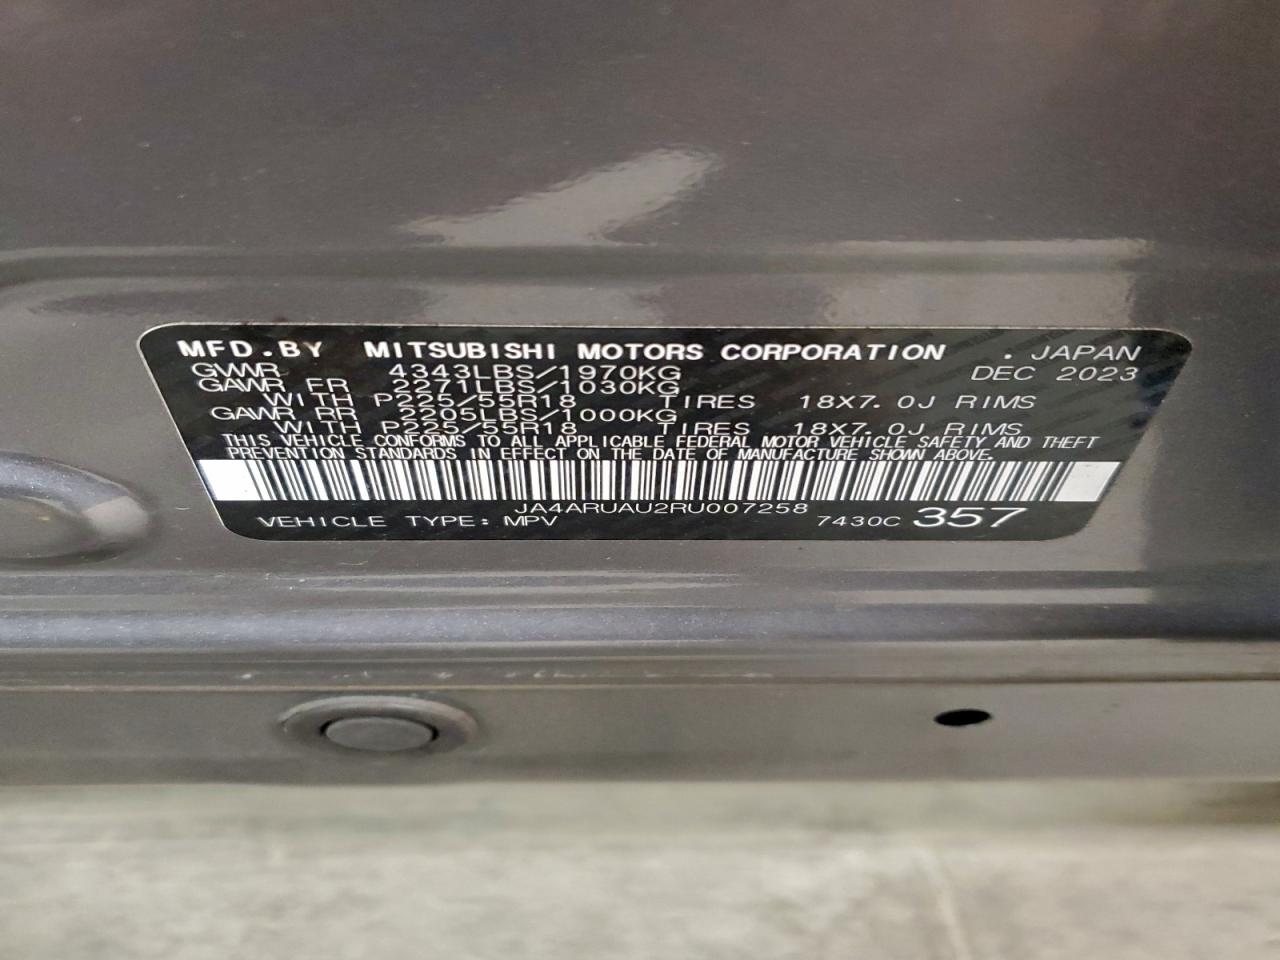 MFD.BY MITSUBISHI MOTORS CORPORATION . JAPAN
GVWR 4343LBS/1970KG DEC 2023
GAWR FR 2271LBS/1030KG
WITH P225/55R18 TIRES 18X7.0J RIMS
GAWR RR 2205LBS/1000KG
WITH P225/55R18 TIRES 18X7.0J RIMS
THIS VEHICLE CONFORMS TO ALL APPLICABLE FEDERAL MOTOR VEHICLE SAFETY AND THEFT
PREVENTION STANDARDS IN EFFECT ON THE DATE OF MANUFACTURE SHOWN ABOVE.
JA4ARUAU2RU007258
VEHICLE TYPE: MPV 7430C 357